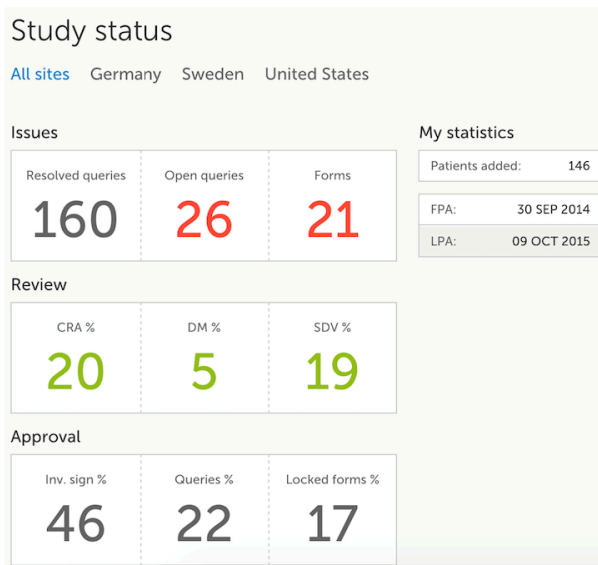 Study status
All sites Germany Sweden United States
Issues
Resolved queries Open queries Forms
160 26 21
Review
CRA % DM % SDV %
20 5 19
Approval
Inv. sign % Queries % Locked forms %
46 22 17
My statistics
Patients added: 146
FPA: 30 SEP 2014
LPA: 09 OCT 2015